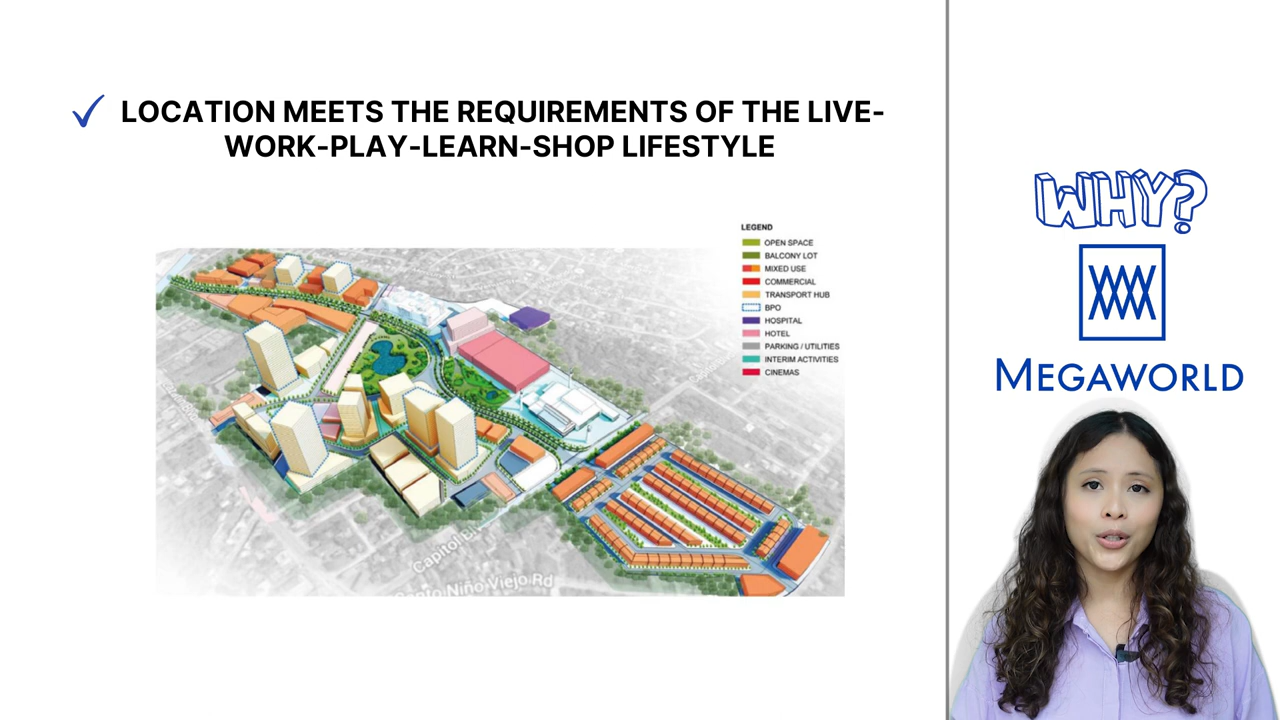 LOCATION MEETS THE REQUIREMENTS OF THE LIVE-
WORK-PLAY-LEARN-SHOP LIFESTYLE
LEGEND
OPEN SPACE
BALCONY LOT
MIXED USE
COMMERCIAL
TRANSPORT HUB
BPO
HOSPITAL
HOTEL
PARKING / UTILITIES
INTERIM ACTIVITIES
CINEMAS
Capitol
Santo Niño Viejo Rd
WHY?
MEGAWORLD